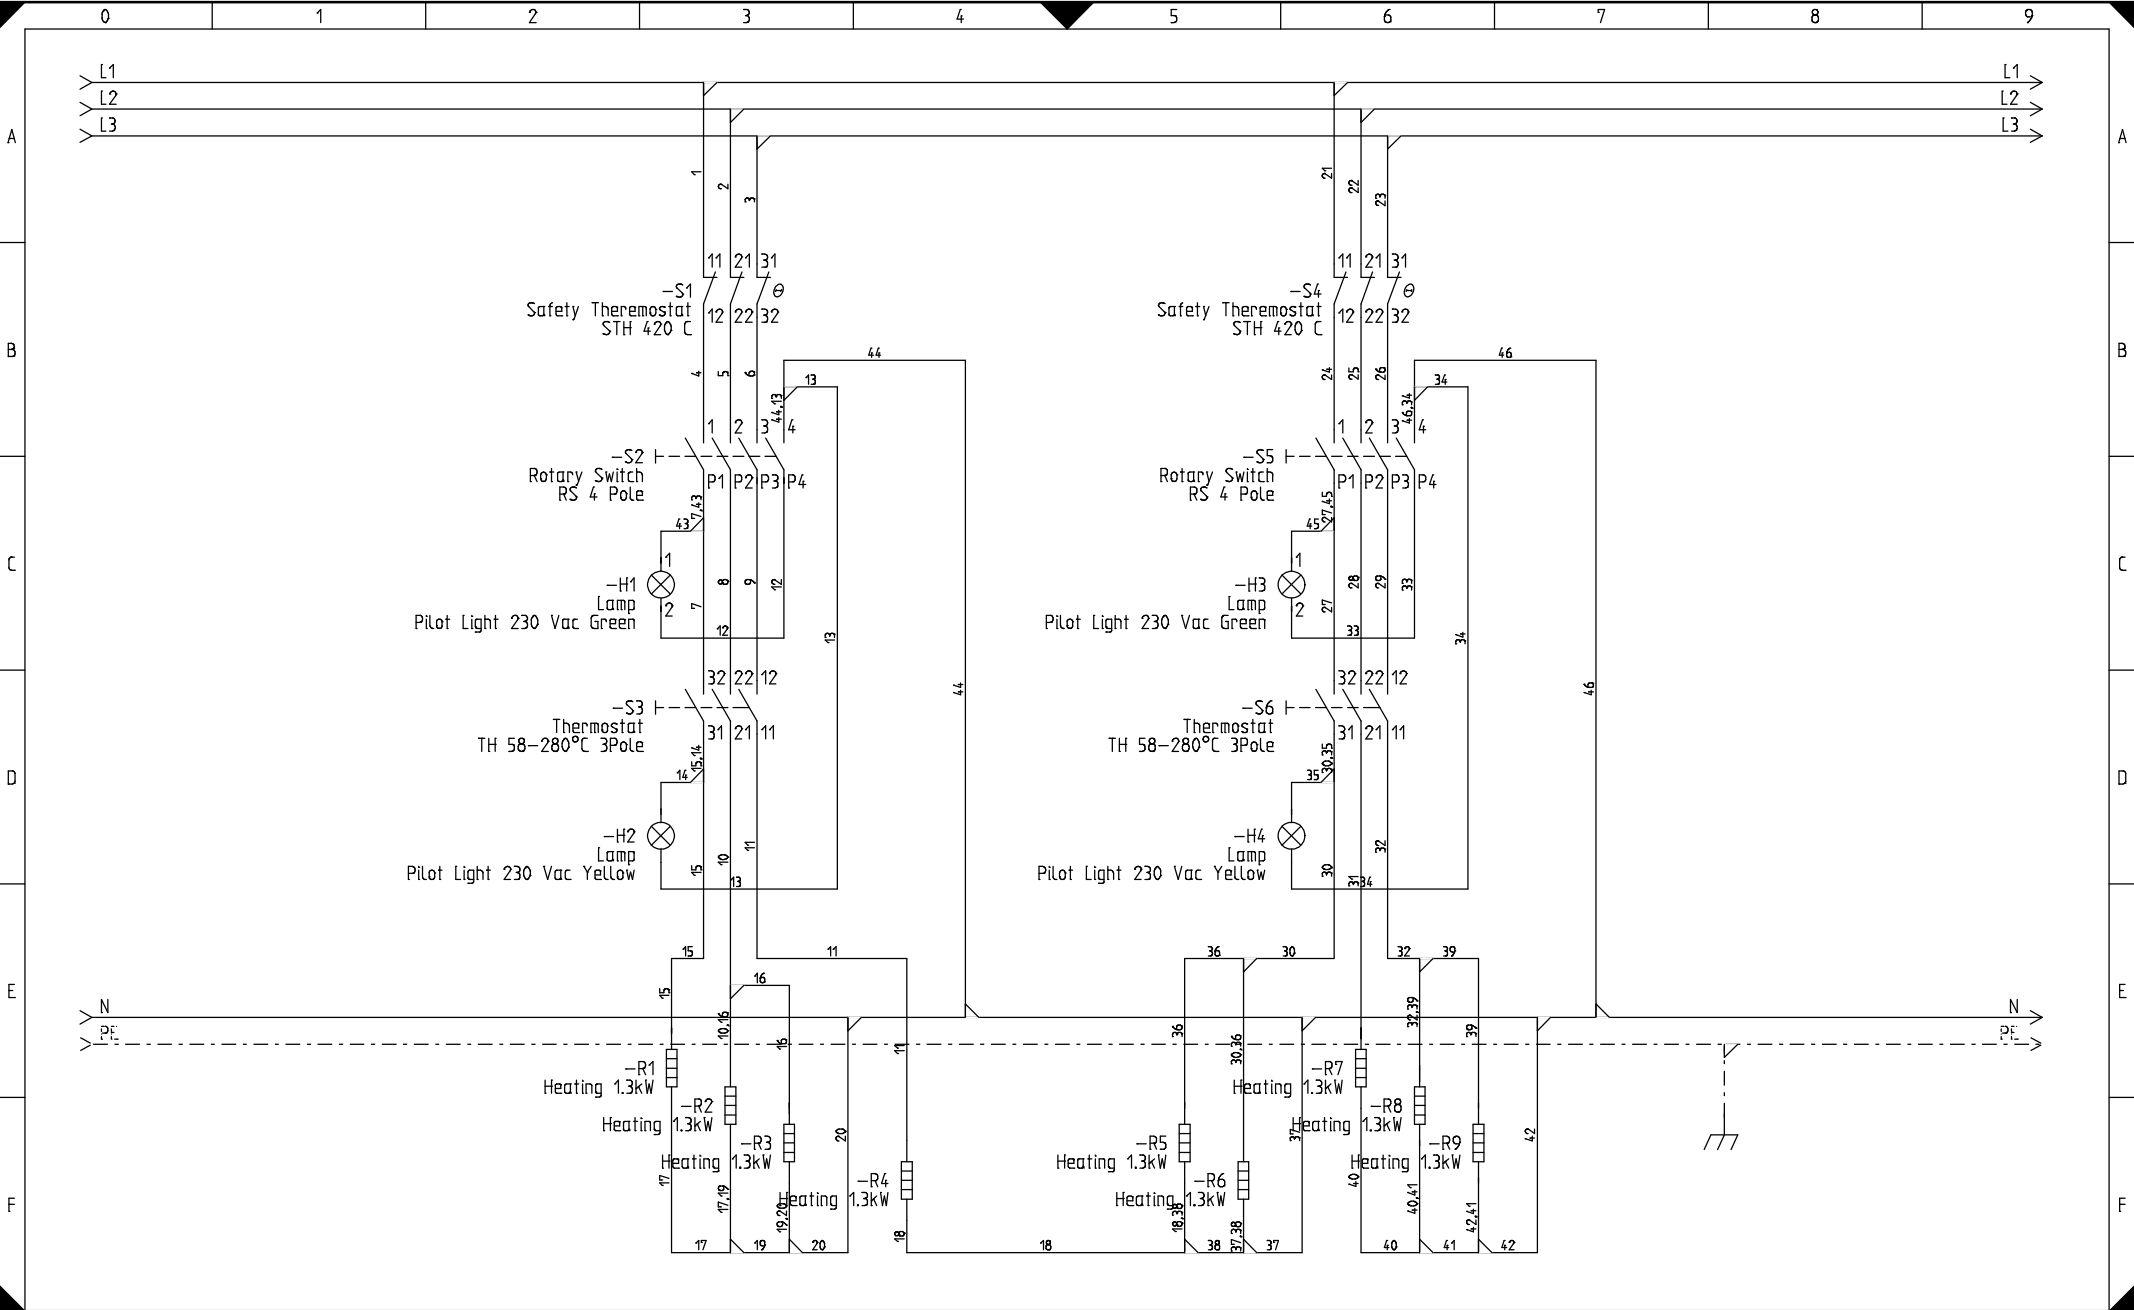 0 1 2 3 4 5 6 7 8 9
L1 L1
L2 L2
L3 L3
A A
1 2 3 21 22 23
11 21 31 11 21 31
-S1 θ -S4 θ
Safety Theremostat Safety Theremostat
12 22 32 12 22 32
STH 420 C STH 420 C
B B
44 46
4 5 6 13 24 25 26 34
44,13 46,34
1 2 3 4 1 2 3 4
-S2 -S5
Rotary Switch Rotary Switch
P1 P2 P3 P4 P1 P2 P3 P4
RS 4 Pole RS 4 Pole
7,43 27,45
43 45
1 1
C C
-H1 8 9 12 -H3 28 29 33
Lamp 7 Lamp 27
2 2
Pilot Light 230 Vac Green Pilot Light 230 Vac Green
12 13 33 34
32 22 12 32 22 12
44 46
-S3 -S6
Thermostat Thermostat
31 21 11 31 21 11
TH 58-280°C 3Pole TH 58-280°C 3Pole
15,14 30,35
14 35
D D
-H2 11 -H4 32
Lamp 10 Lamp
Pilot Light 230 Vac Yellow 15 Pilot Light 230 Vac Yellow 30
13 31 34
15 11 36 30 32 39
16
E E
15
N N
10,16 36 32,39 39
PE PE
16 11 30,36
-R1 -R7
Heating 1.3kW Heating 1.3kW
-R2 -R8
Heating 1.3kW Heating 1.3kW
20 37 42
-R3 -R5 -R9
Heating 1.3kW Heating 1.3kW Heating 1.3kW
17 -R4 -R6 40
Heating 1.3kW Heating 1.3kW
F F
17,19 19,20 18 18,38 37,38 40,41 42,41
17 19 20 18 38 37 40 41 42